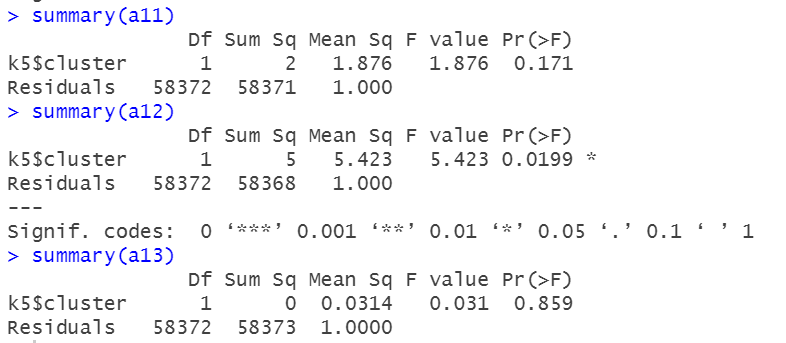 > summary(a11)
Df Sum Sq Mean Sq F value Pr(>F)
k5$cluster 1 2 1.876 1.876 0.171
Residuals 58372 58371 1.000
> summary(a12)
Df Sum Sq Mean Sq F value Pr(>F)
k5$cluster 1 5 5.423 5.423 0.0199 *
Residuals 58372 58368 1.000
---
Signif. codes: 0 ‘***’ 0.001 ‘**’ 0.01 ‘*’ 0.05 ‘.’ 0.1 ‘ ’ 1
> summary(a13)
Df Sum Sq Mean Sq F value Pr(>F)
k5$cluster 1 0 0.0314 0.031 0.859
Residuals 58372 58373 1.0000